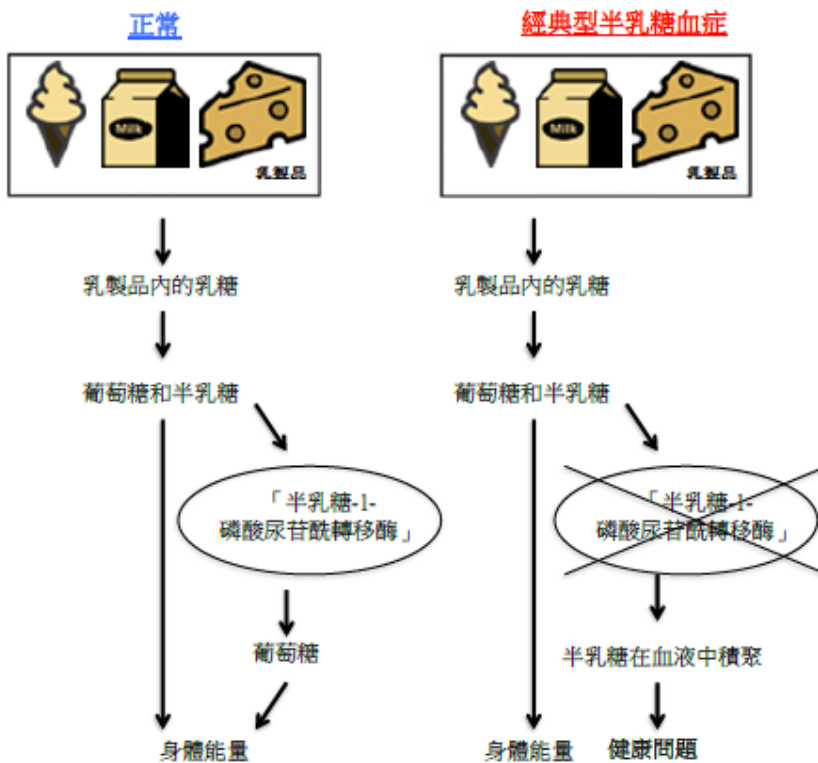 正常
Milk
乳製品
乳製品內的乳糖
葡萄糖和半乳糖
「半乳糖-1-
磷酸尿苷酰轉移酶」
葡萄糖
身體能量
經典型半乳糖血症
Milk
乳製品
乳製品內的乳糖
葡萄糖和半乳糖
「半乳糖-1-
磷酸尿苷酰轉移酶」
半乳糖在血液中積聚
身體能量
健康問題